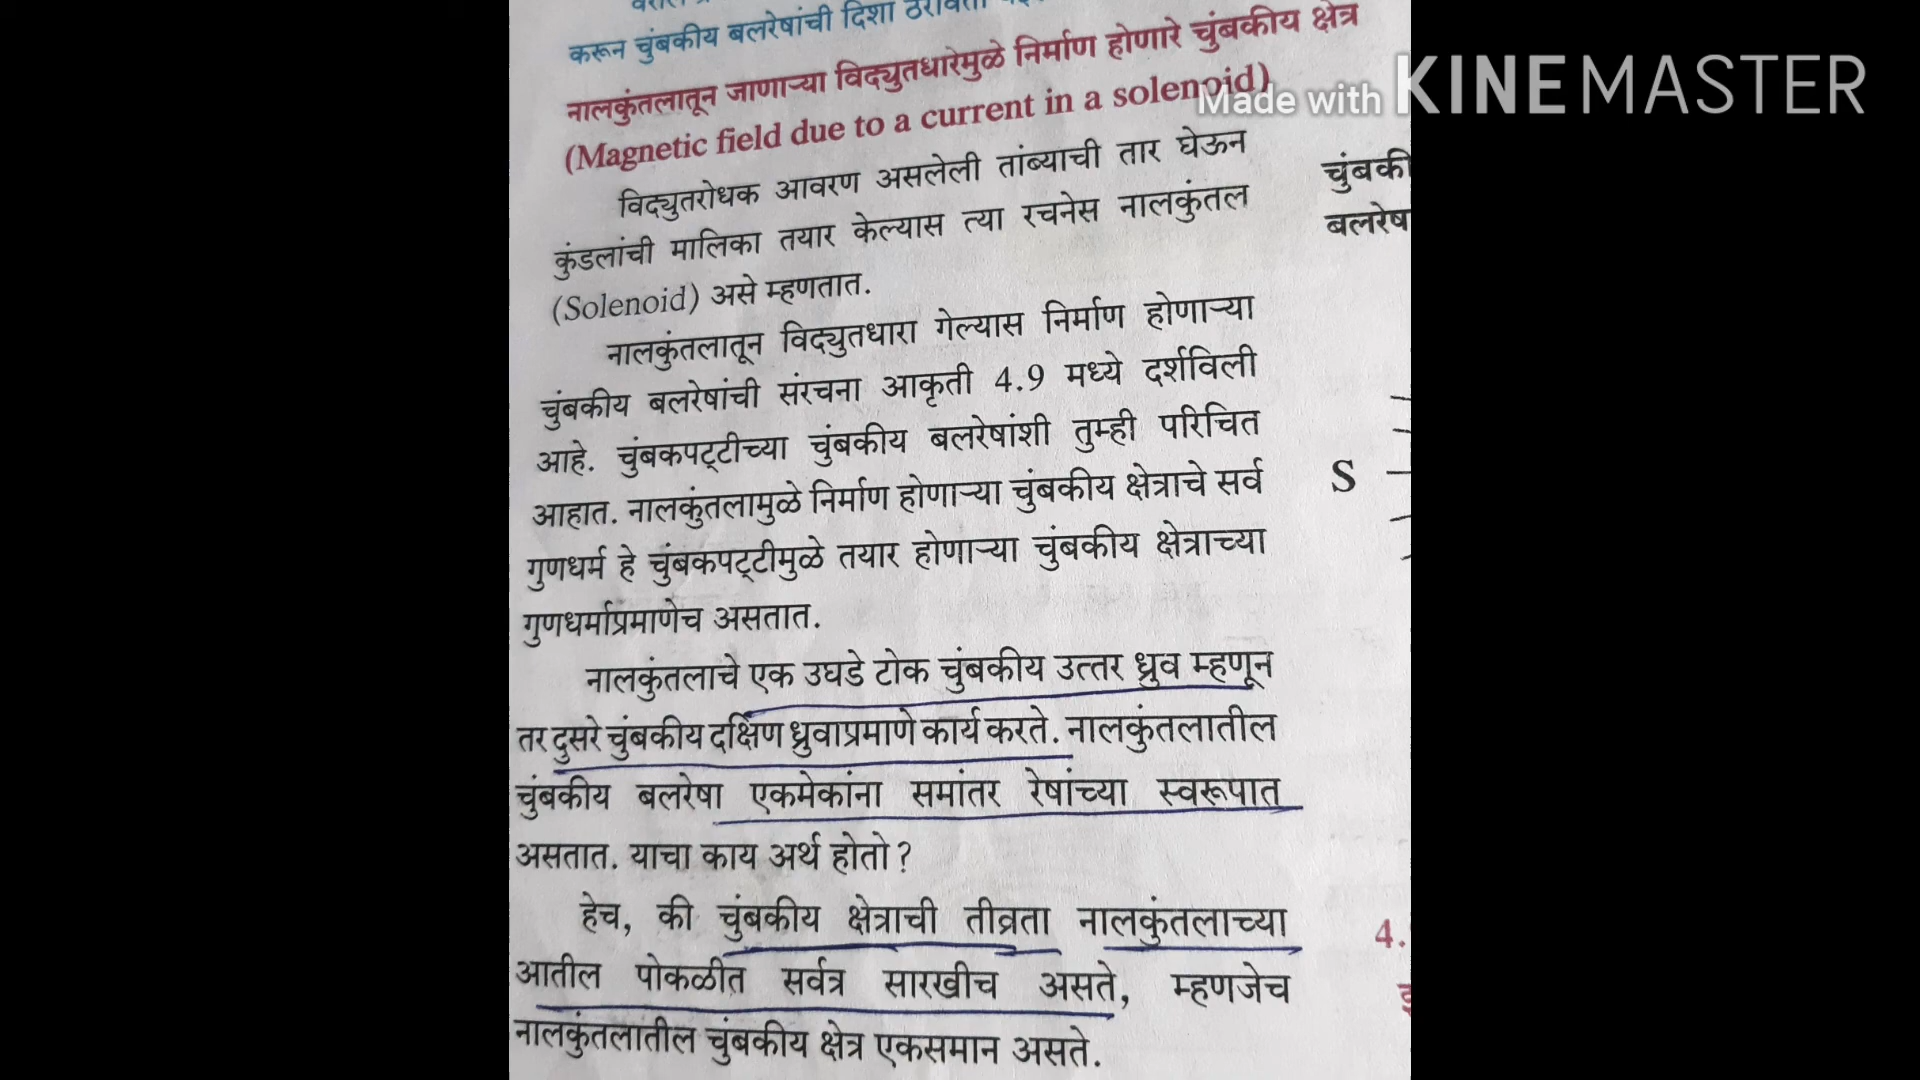 करून चुंबकीय बलरेषांची दिशा
नालकुंतलातून जाणाऱ्या विद्युतधारेमुळे निर्माण होणारे चुंबकीय क्षेत्र
(Magnetic field due to a current in a solenoid)
Made with KINEMASTER
विद्युतरोधक आवरण असलेली तांब्याची तार घेऊन
कुंडलांची मालिका तयार केल्यास त्या रचनेस नालकुंतल
(Solenoid) असे म्हणतात.
नालकुंतलातून विद्युतधारा गेल्यास निर्माण होणाऱ्या
चुंबकीय बलरेषांची संरचना आकृती 4.9 मध्ये दर्शविली
आहे. चुंबकपट्टीच्या चुंबकीय बलरेषांशी तुम्ही परिचित
आहात. नालकुंतलामुळे निर्माण होणाऱ्या चुंबकीय क्षेत्राचे सर्व
गुणधर्म हे चुंबकपट्टीमुळे तयार होणाऱ्या चुंबकीय क्षेत्राच्या
गुणधर्माप्रमाणेच असतात.
नालकुंतलाचे एक उघडे टोक चुंबकीय उत्तर ध्रुव म्हणून
तर दुसरे चुंबकीय दक्षिण ध्रुवाप्रमाणे कार्य करते. नालकुंतलातील
चुंबकीय बलरेषा एकमेकांना समांतर रेषांच्या स्वरूपात
असतात. याचा काय अर्थ होतो?
हेच, की चुंबकीय क्षेत्राची तीव्रता नालकुंतलाच्या
आतील पोकळीत सर्वत्र सारखीच असते, म्हणजेच
नालकुंतलातील चुंबकीय क्षेत्र एकसमान असते.
चुंबकी
बलरेष
S
4.